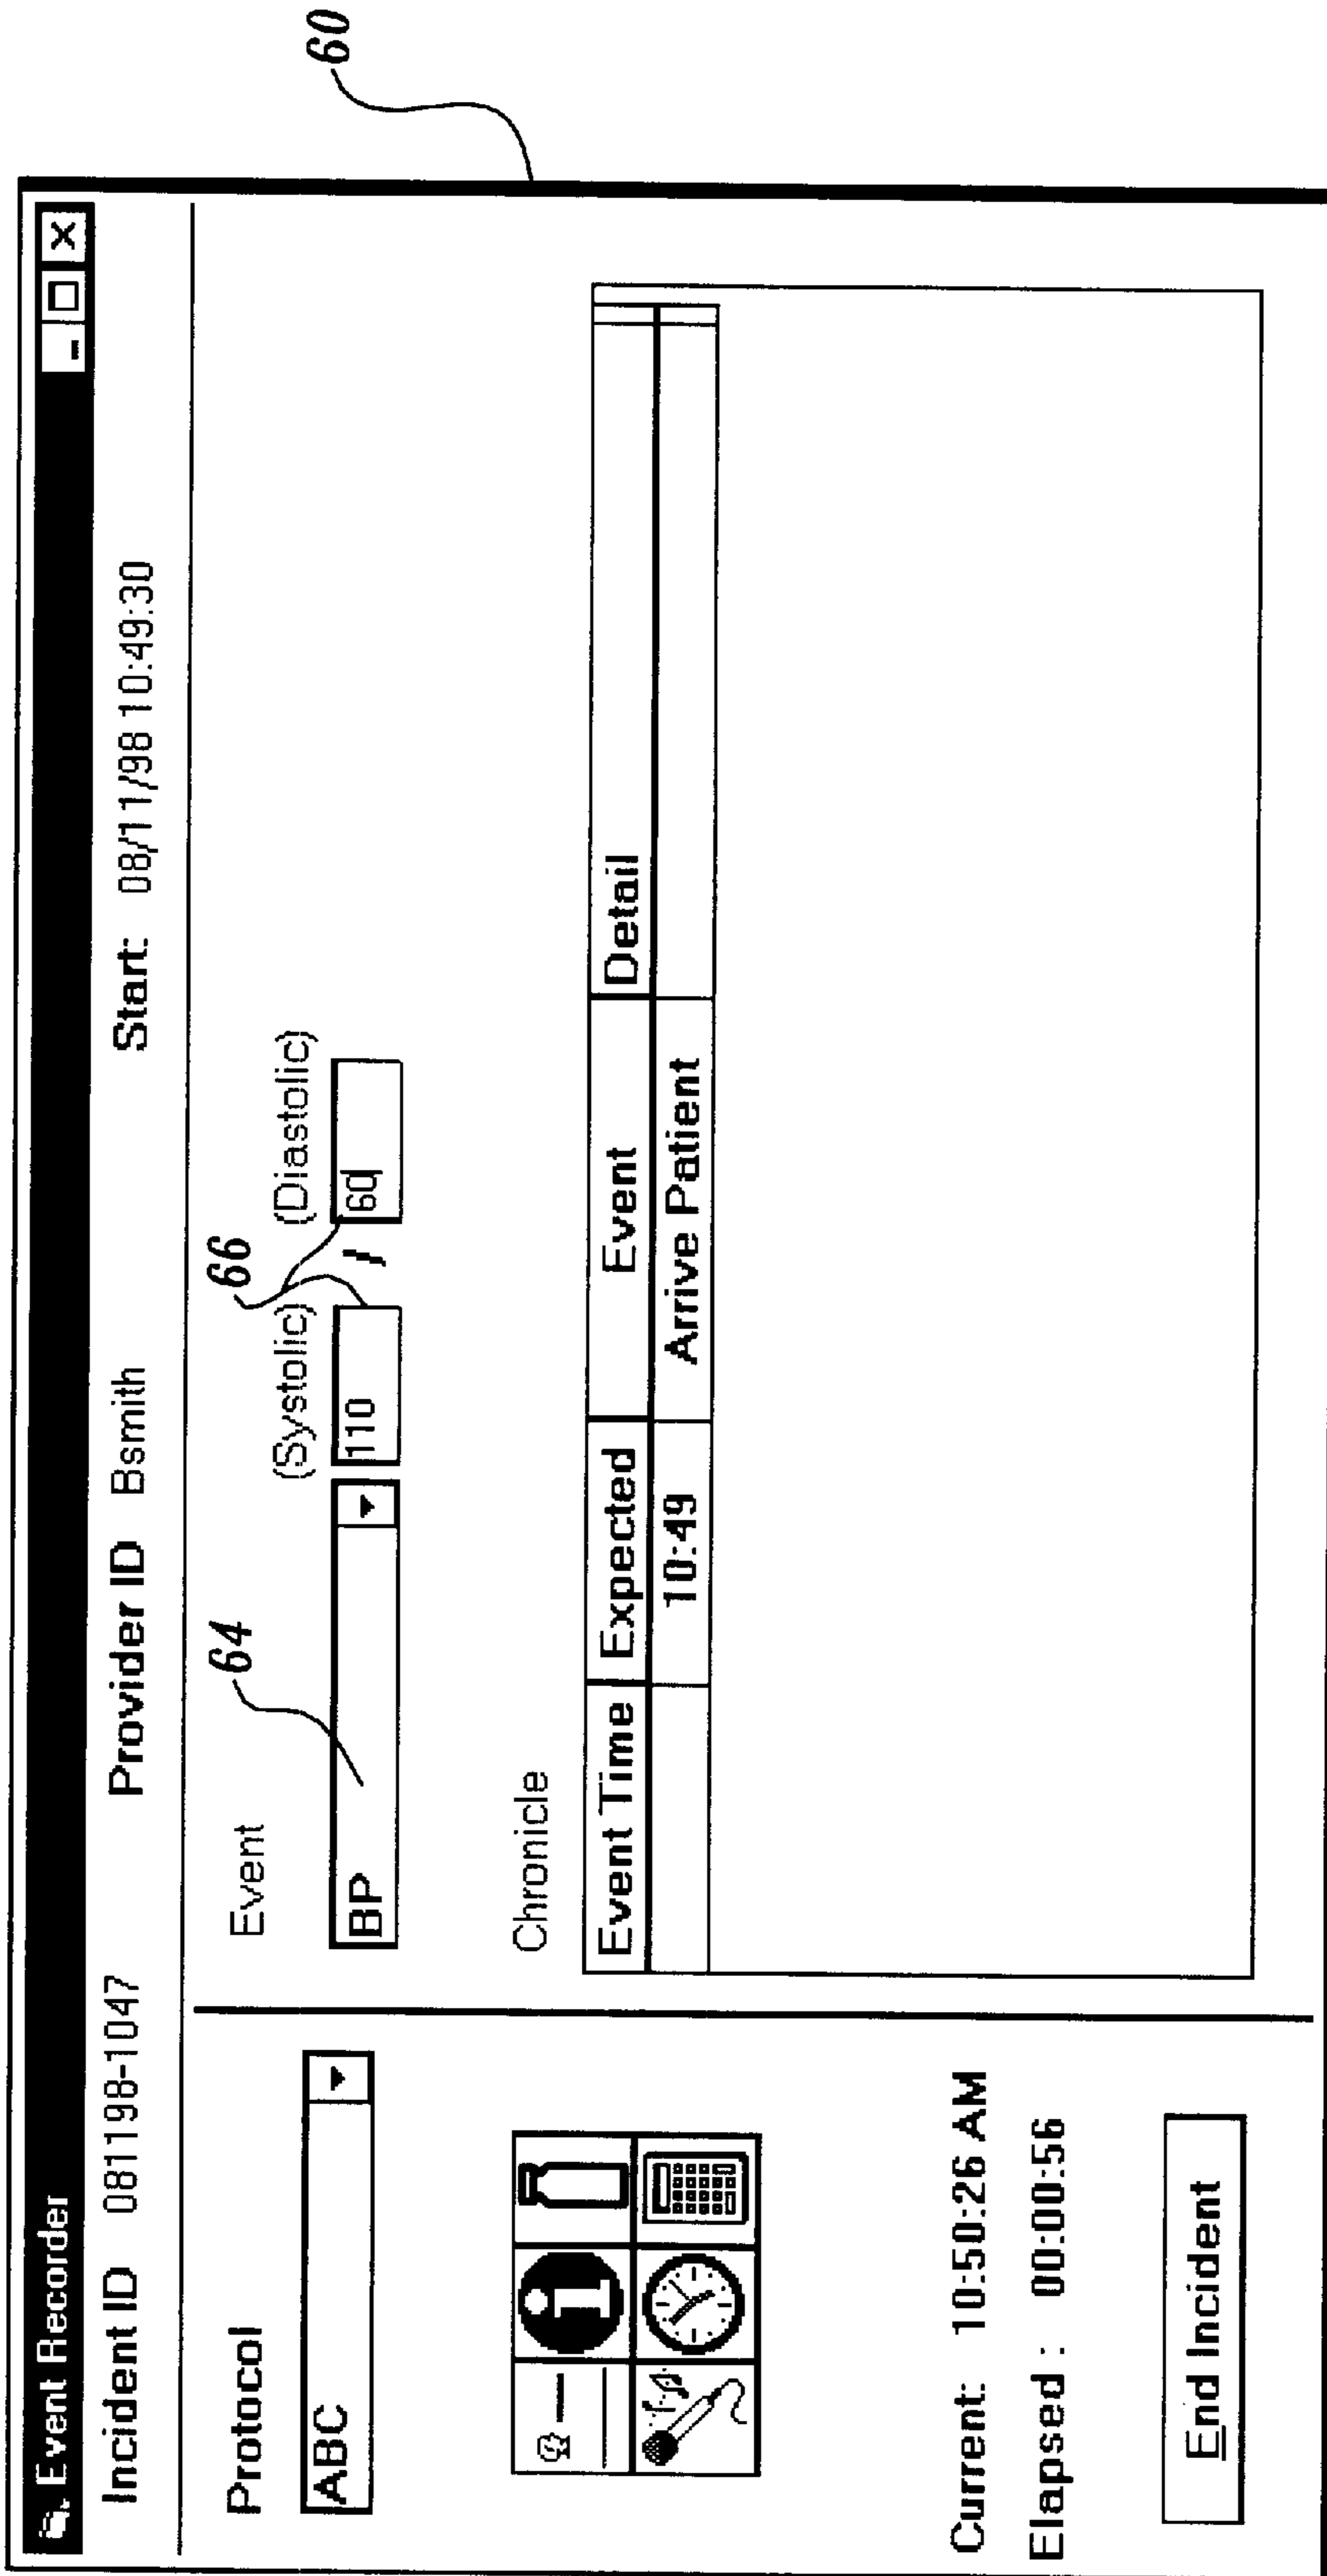 Event Recorder
Incident ID 081198-1047 Provider ID Bsmith Start: 08/11/98 10:49:30
60
Protocol
ABC
Current: 10:50:26 AM
Elapsed : 00:00:56
End Incident
Event
64
66
(Systolic) (Diastolic)
BP 110 / 60
Chronicle
Event Time Expected Event Detail
10:49 Arrive Patient